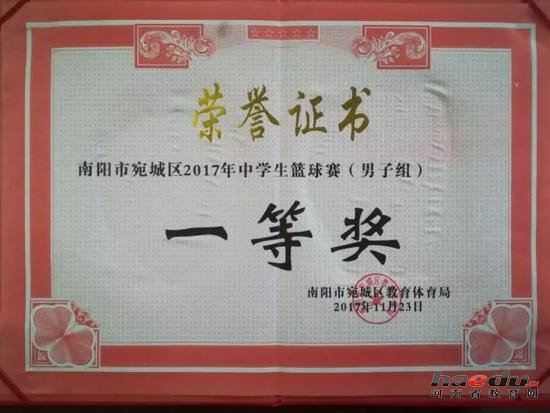 荣誉证书
南阳市宛城区2017年中学生篮球赛（男子组）
一等奖
南阳市宛城区教育体育局
2017年11月23日
haedu.cn
河南省教育网